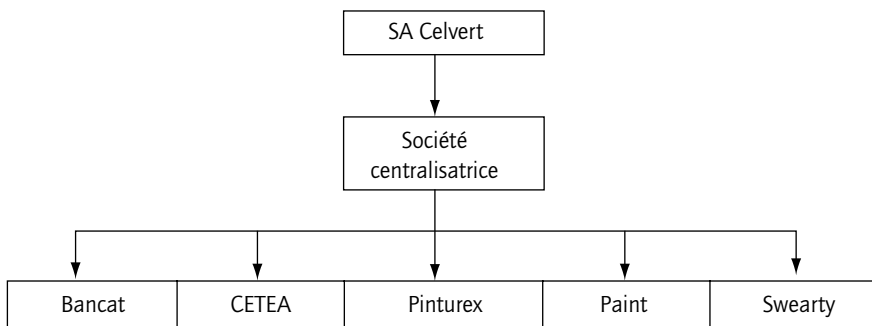 SA Celvert
Société
centralisatrice
Bancat CETEA Pinturex Paint Swearty